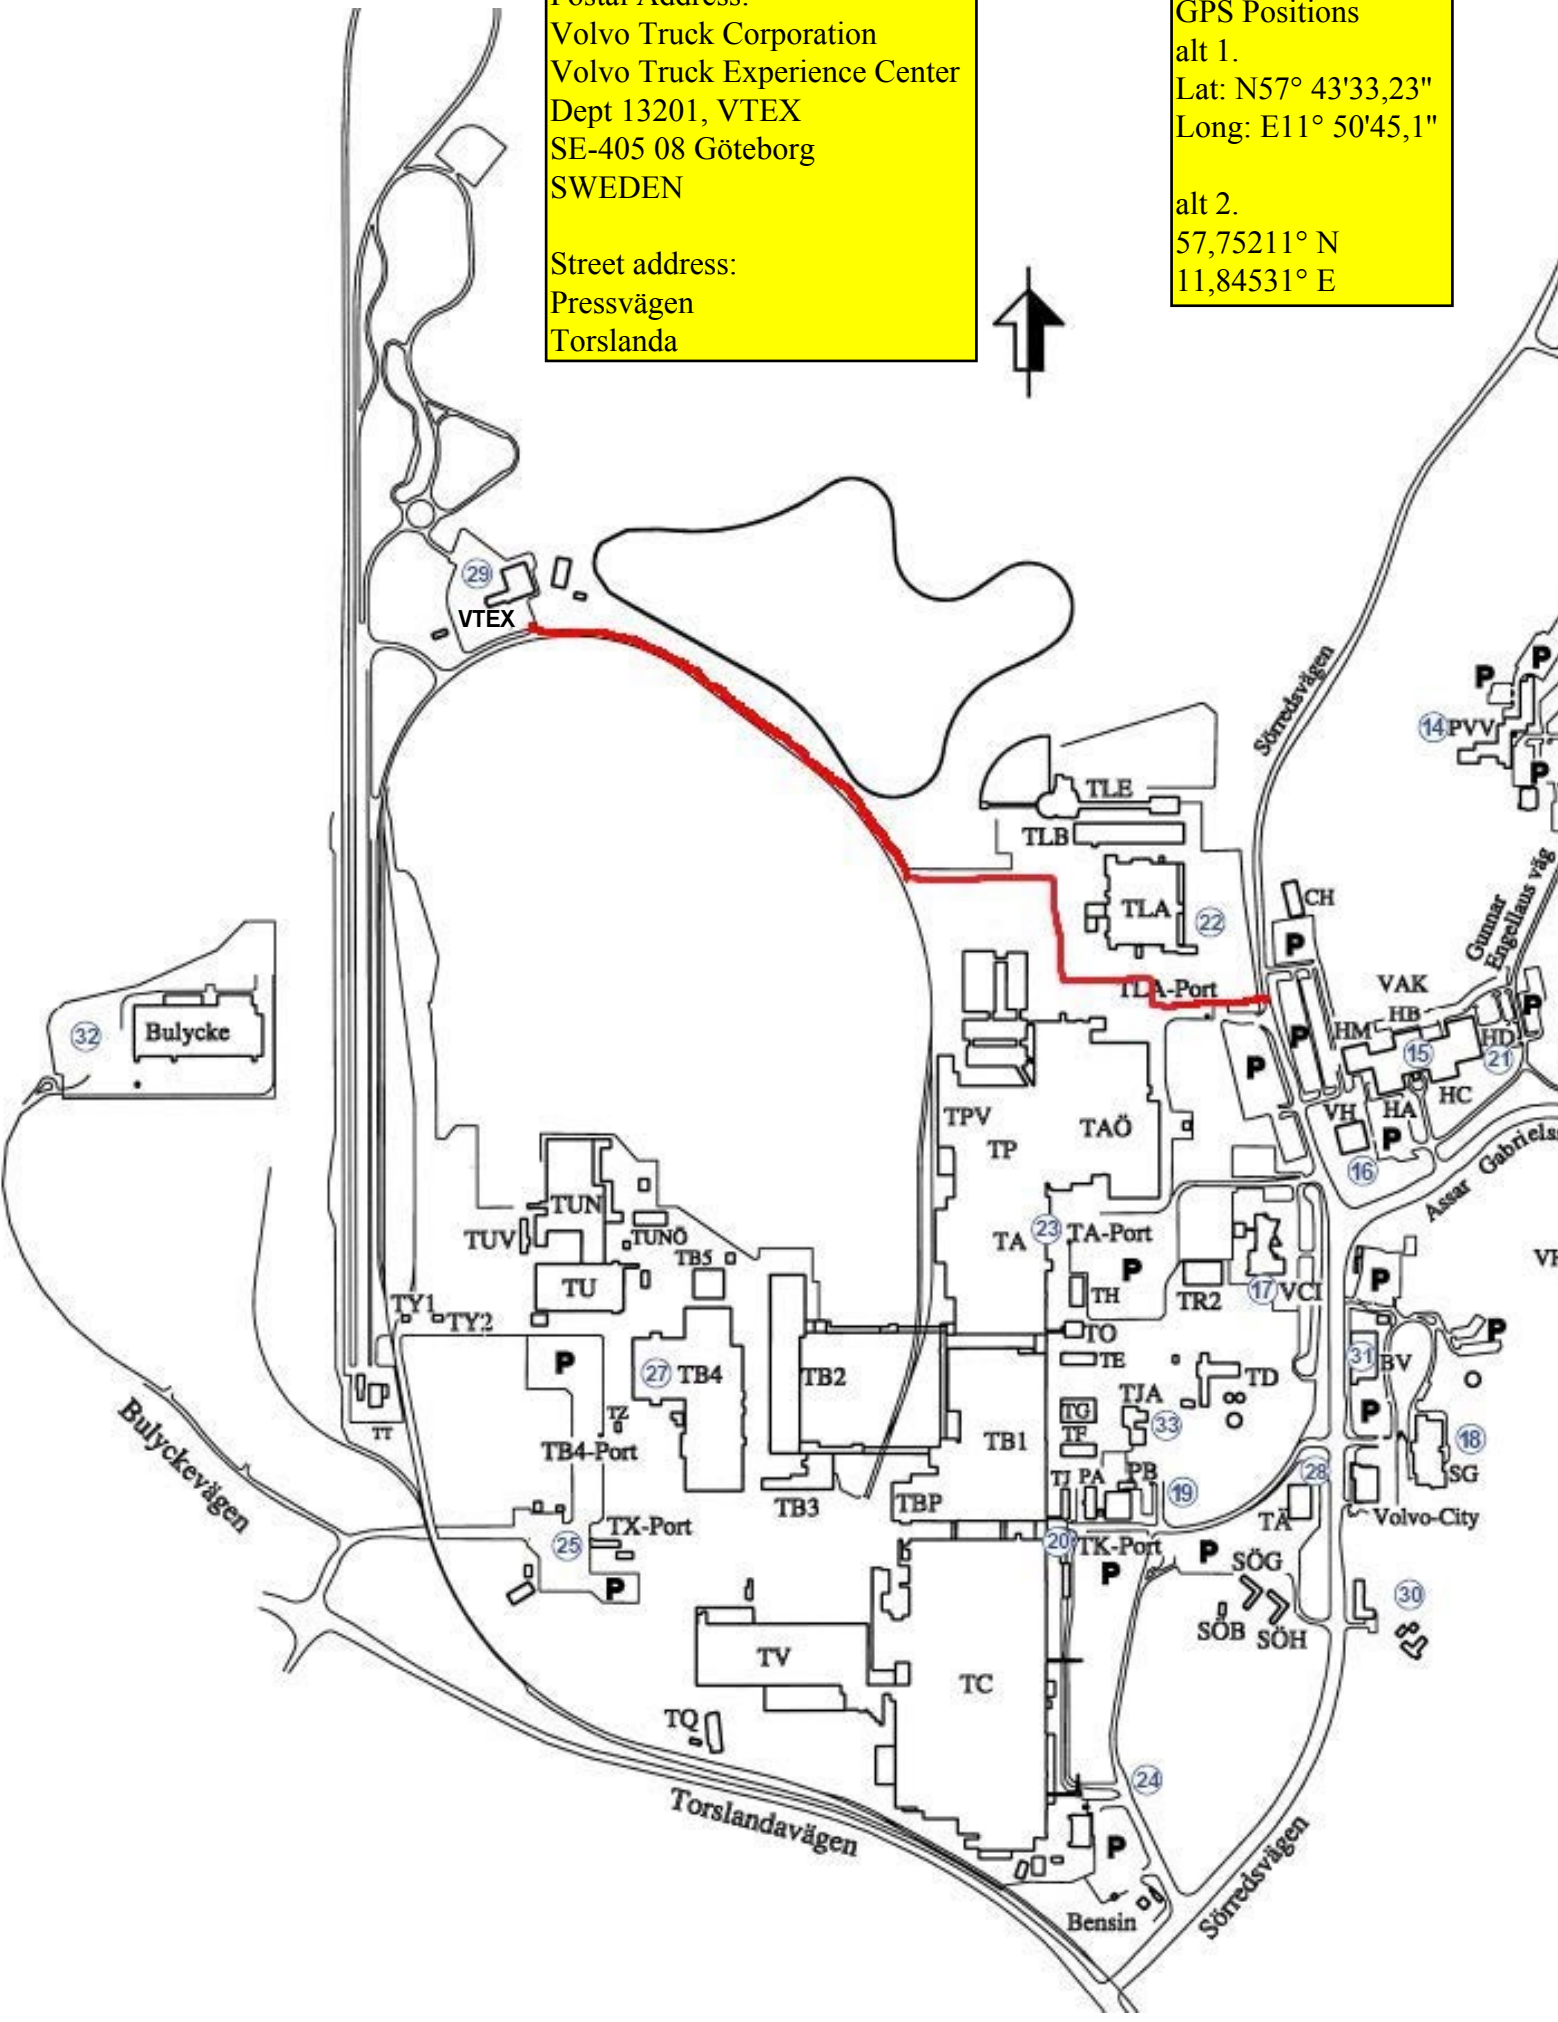 Postal Address:
Volvo Truck Corporation
Volvo Truck Experience Center
Dept 13201, VTEX
SE-405 08 Göteborg
SWEDEN
Street address:
Pressvägen
Torslanda
GPS Positions
alt 1.
Lat: N57° 43'33,23"
Long: E11° 50'45,1"
alt 2.
57,75211° N
11,84531° E
29
VTEX
Sörredsvägen
P
P
14 PVV
P
TLE
TLB
TLA
22
CH
P
Gunnar
Engellaus väg
TLA-Port
VAK
HB
HM
P
15
HD
21
P
P
HC
HA
VH
P
16
Assar
32
Bulycke
TPV
TP
TAÖ
TA
23
TA-Port
P
TH
TR2
17 VCI
P
TUN
TUV
TUNÖ
TB5
TU
TY1
TY2
P
27 TB4
TB2
TO
TE
TD
31 BV
P
P
TZ
TB4-Port
TT
TG
TF
TJA
33
TB1
TJ
PA
PB
19
28
18
SG
Bulyckevägen
TB3
TBP
TX-Port
25
P
20
TK-Port
P
P
TÄ
Volvo-City
SÖG
SÖB
SÖH
30
TV
TC
TQ
24
Torslandavägen
P
Bensin
Sörredsvägen